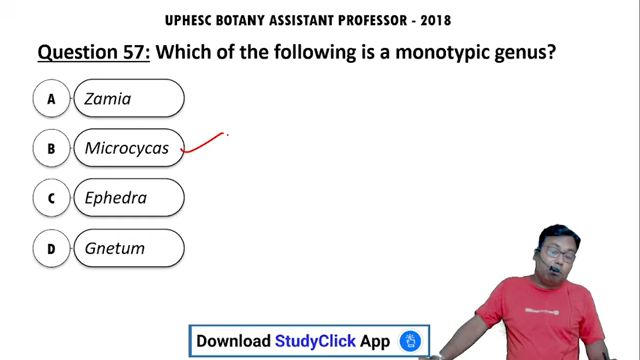 UPHESC BOTANY ASSISTANT PROFESSOR - 2018
Question 57: Which of the following is a monotypic genus?
A Zamia
B Microcycas
C Ephedra
D Gnetum
Download StudyClick App